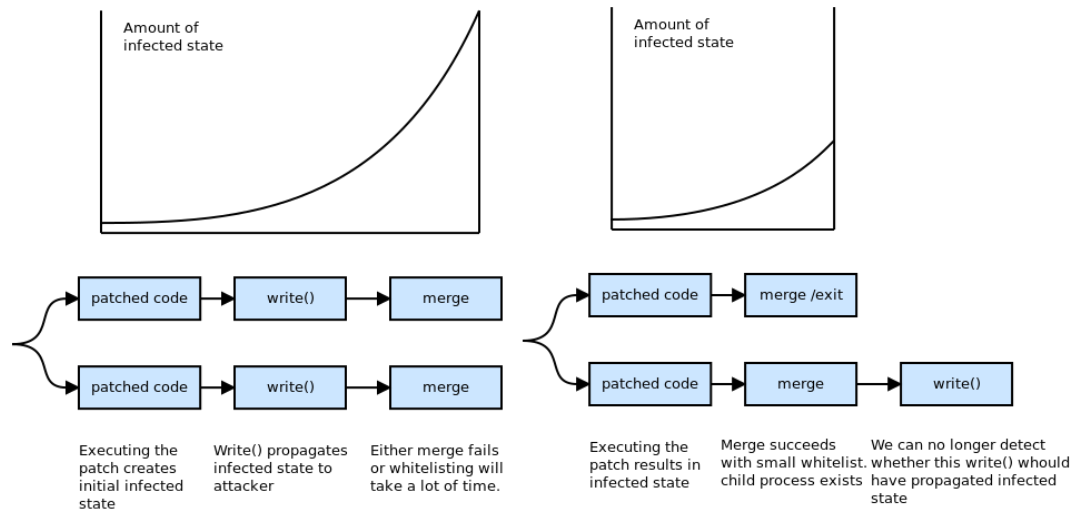 Amount of
infected state
Amount of
infected state
patched code
write()
merge
patched code
write()
merge
Executing the
patch creates
initial infected
state
Write() propagates
infected state to
attacker
Either merge fails
or whitelisting will
take a lot of time.
patched code
merge /exit
patched code
merge
write()
Executing the
patch results in
infected state
Merge succeeds
with small whitelist.
child process exists
We can no longer detect
whether this write() whould
have propagated infected
state